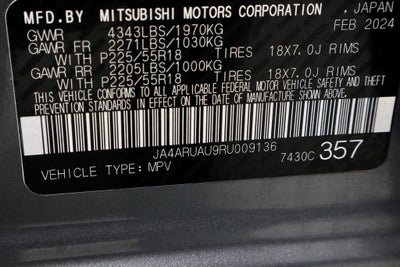 MFD.BY MITSUBISHI MOTORS CORPORATION, JAPAN
FEB 2024
GVWR 4343LBS/1970KG
GAWR FR 2271LBS/1030KG
WITH P225/55R18 TIRES 18X7.0J RIMS
GAWR RR 2205LBS/1000KG
WITH P225/55R18 TIRES 18X7.0J RIMS
THIS VEHICLE CONFORMS TO ALL APPLICABLE U.S.FEDERAL MOTOR VEHICLE SAFETY, BUMPER AND THEFT PREVENTION STANDARDS IN EFFECT ON THE DATE OF MANUFACTURE SHOWN ABOVE.
JA4ARUAU9RU009136
7430C 357
VEHICLE TYPE: MPV